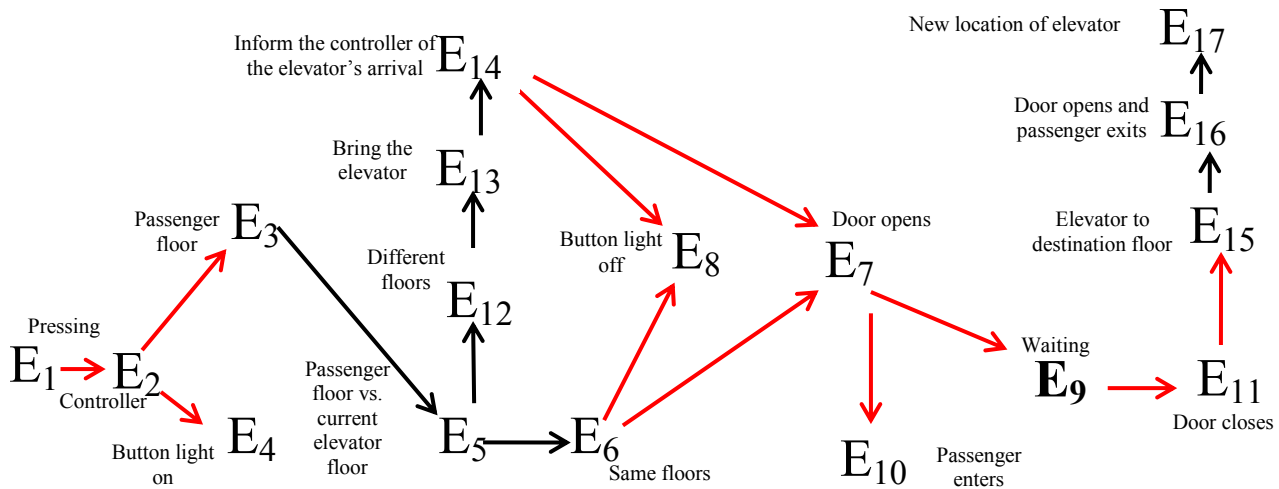 New location of elevator
E17
Inform the controller of
the elevator's arrival
E14
Door opens and
passenger exits
E16
Bring the
elevator
E13
Passenger
floor
E3
Door opens
E7
Elevator to
destination floor
E15
Button light
off
E8
Different
floors
E12
Pressing
E1
E2
Controller
Waiting
E9
E11
Door closes
Passenger
floor vs.
current
elevator
floor
E5
E6
Same floors
Button light
on
E4
E10
Passenger
enters